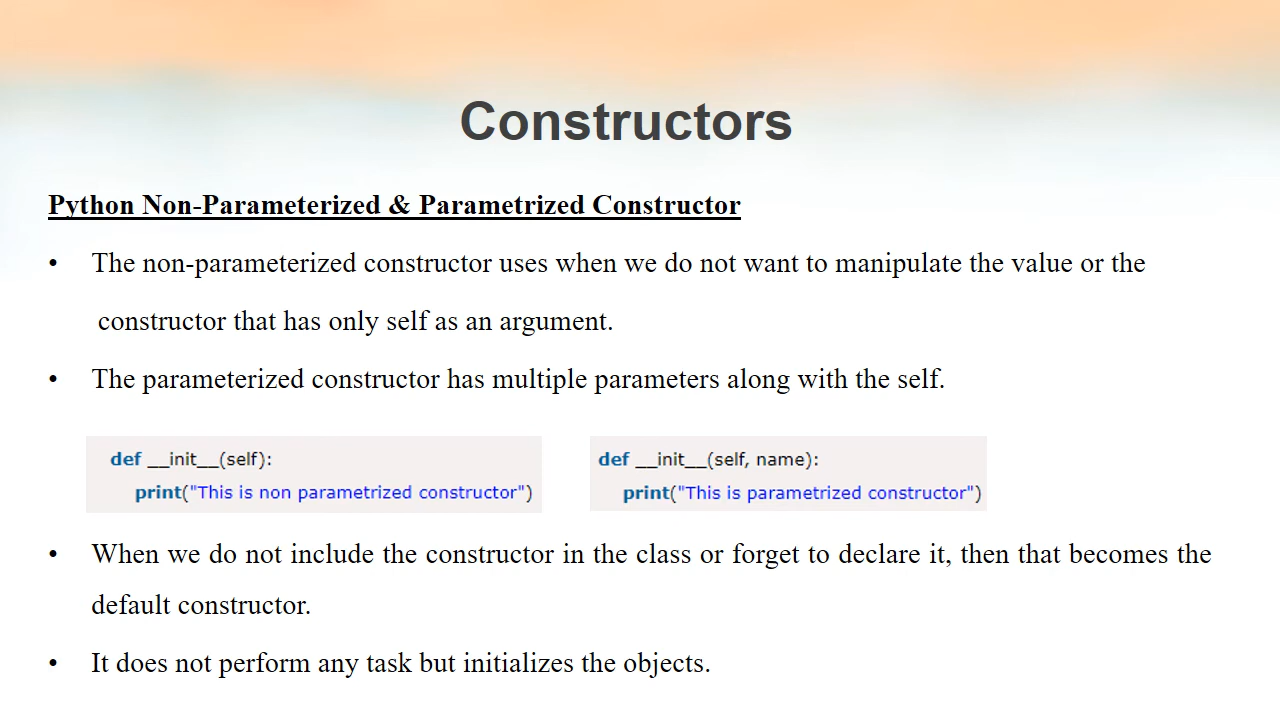 Constructors
Python Non-Parameterized & Parametrized Constructor
• The non-parameterized constructor uses when we do not want to manipulate the value or the
constructor that has only self as an argument.
• The parameterized constructor has multiple parameters along with the self.
def __init__(self):
print("This is non parametrized constructor")
def __init__(self, name):
print("This is parametrized constructor")
• When we do not include the constructor in the class or forget to declare it, then that becomes the
default constructor.
• It does not perform any task but initializes the objects.